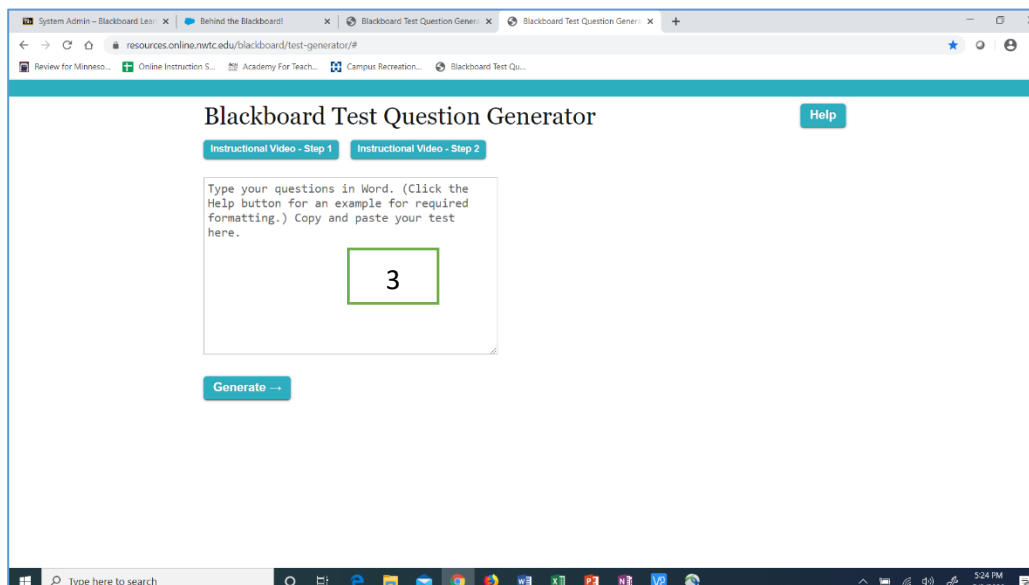 System Admin – Blackboard Lear
Behind the Blackboard!
Blackboard Test Question Genera
Blackboard Test Question Genera
resources.online.nwtc.edu/blackboard/test-generator/#
Review for Minneso...
Online Instruction S...
Academy For Teach...
Campus Recreation...
Blackboard Test Qu...
Blackboard Test Question Generator
Help
Instructional Video - Step 1
Instructional Video - Step 2
Type your questions in Word. (Click the
Help button for an example for required
formatting.) Copy and paste your test
here.
3
Generate →
Type here to search
5:24 PM